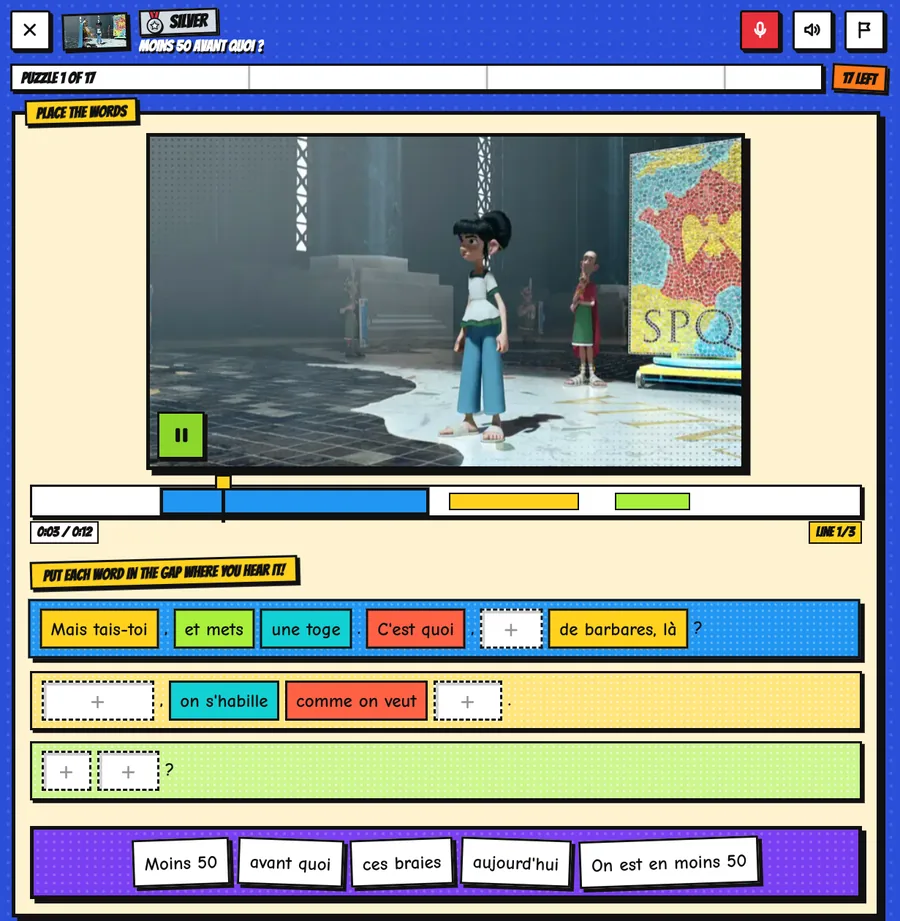 SILVER
MOINS 50 AVANT QUOI ?
PUZZLE 1 OF 17
17 LEFT
PLACE THE WORDS
SPQ
0:03 / 0:12
LINE 1/3
PUT EACH WORD IN THE GAP WHERE YOU HEAR IT!
Mais tais-toi , et mets une toge . C'est quoi , + de barbares, là ?
+ , on s'habille comme on veut + .
+ + ?
Moins 50 avant quoi ces braies aujourd'hui On est en moins 50